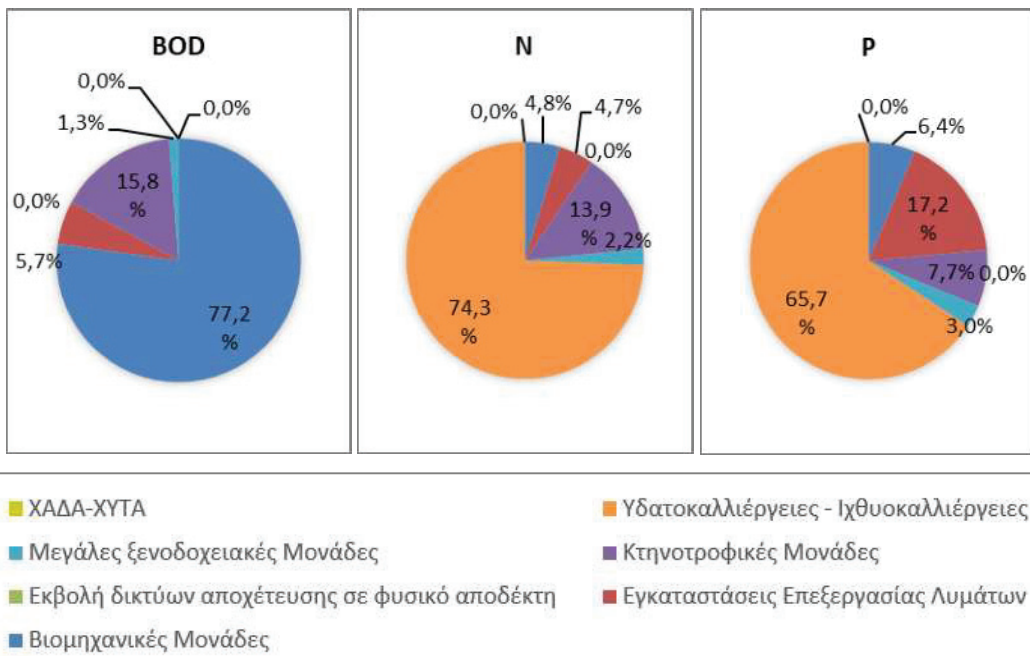 BOD
0,0%
0,0%
1,3%
15,8
%
0,0%
5,7%
77,2
%
N
0,0%
4,8%
4,7%
0,0%
13,9
%
2,2%
74,3
%
P
0,0%
6,4%
17,2
%
7,7%
0,0%
65,7
%
3,0%
ΧΑΔΑ-ΧΥΤΑ
Υδατοκαλλιέργειες - Ιχθυοκαλλιέργειες
Μεγάλες ξενοδοχειακές Μονάδες
Κτηνοτροφικές Μονάδες
Εκβολή δικτύων αποχέτευσης σε φυσικό αποδέκτη
Εγκαταστάσεις Επεξεργασίας Λυμάτων
Βιομηχανικές Μονάδες